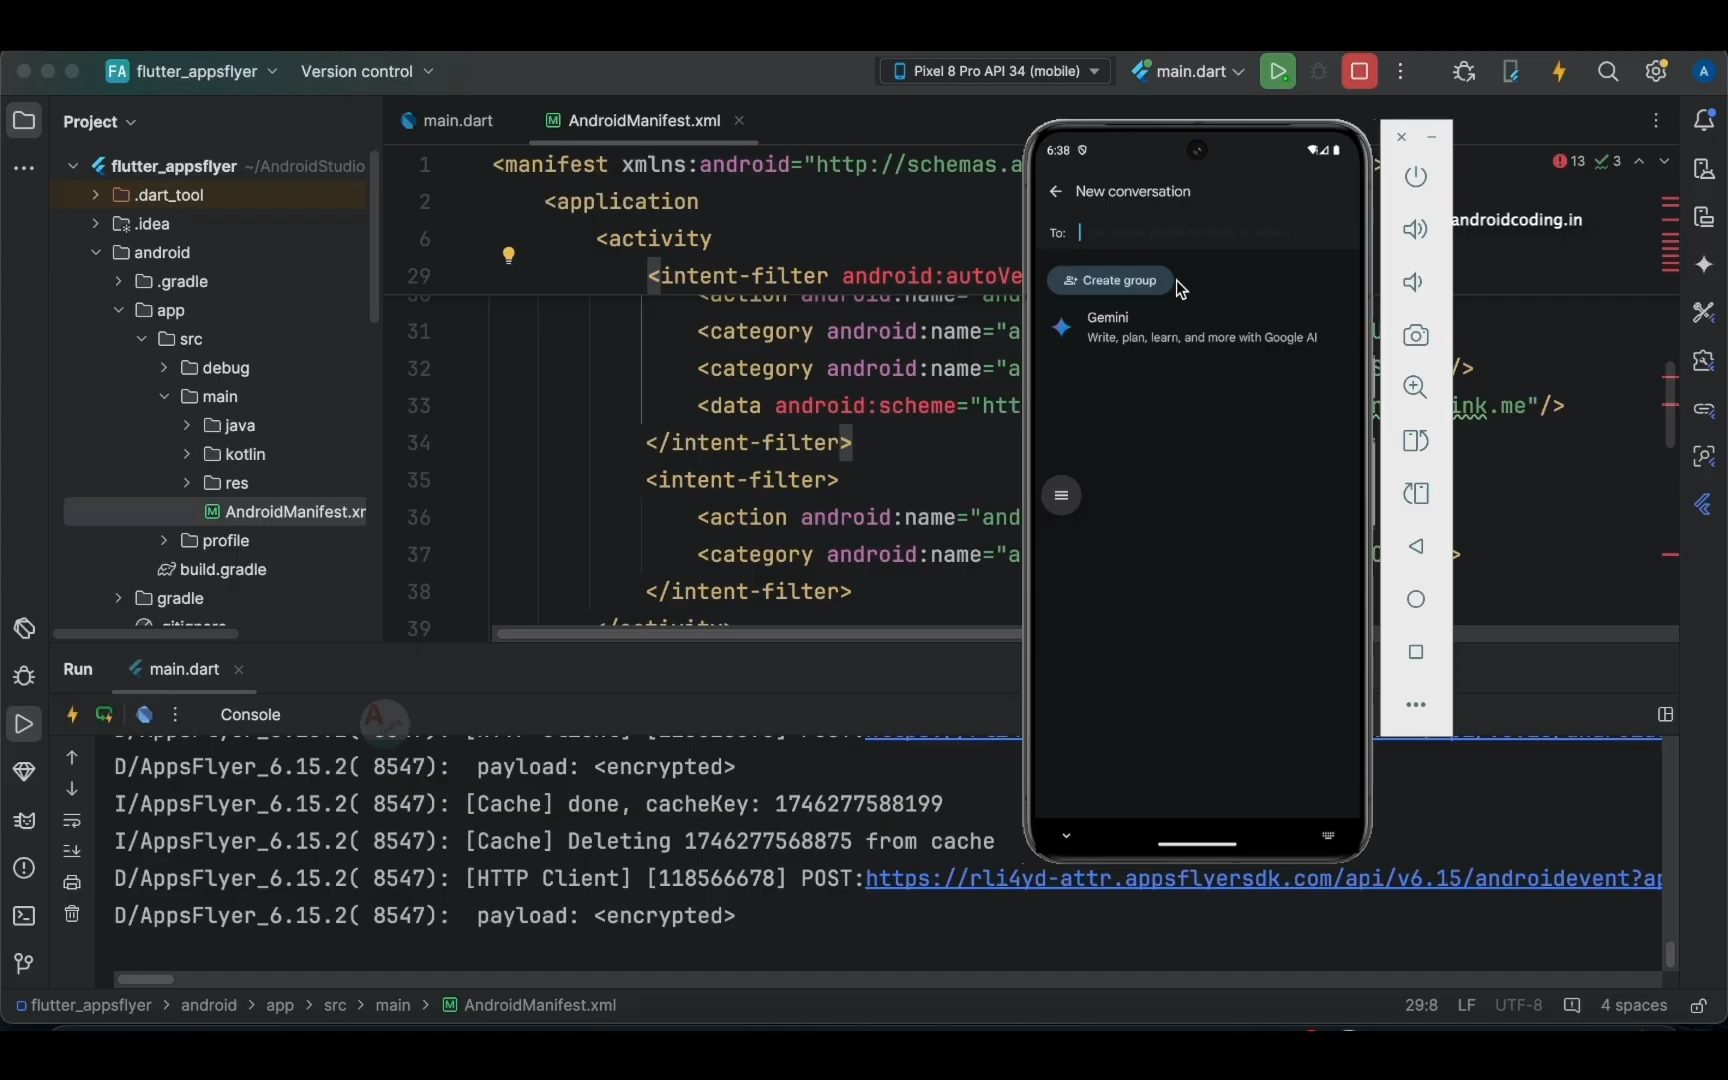 FA flutter_appsflyer
Version control
Pixel 8 Pro API 34 (mobile)
main.dart
A
Project
main.dart
AndroidManifest.xml
flutter_appsflyer ~/AndroidStudio
.dart_tool
.idea
android
.gradle
app
src
debug
main
java
kotlin
res
AndroidManifest.xr
profile
build.gradle
gradle
.gitignore
1 <manifest xmlns:android="http://schemas.a
13 3
2 <application
androidcoding.in
6 <activity
29 <intent-filter android:autoVe
31 <category android:name="a
32 <category android:name="a />
33 <data android:scheme="htt ink.me"/>
34 </intent-filter>
35 <intent-filter>
36 <action android:name="and
37 <category android:name="a >
38 </intent-filter>
39
6:38
New conversation
To:
Create group
Gemini
Write, plan, learn, and more with Google AI
Run
main.dart
Console
D/AppsFlyer_6.15.2( 8547): payload: <encrypted>
I/AppsFlyer_6.15.2( 8547): [Cache] done, cacheKey: 1746277588199
I/AppsFlyer_6.15.2( 8547): [Cache] Deleting 1746277568875 from cache
D/AppsFlyer_6.15.2( 8547): [HTTP Client] [118566678] POST:https://rli4yd-attr.appsflyersdk.com/api/v6.15/androidevent?ap
D/AppsFlyer_6.15.2( 8547): payload: <encrypted>
flutter_appsflyer > android > app > src > main > AndroidManifest.xml
29:8 LF UTF-8 4 spaces